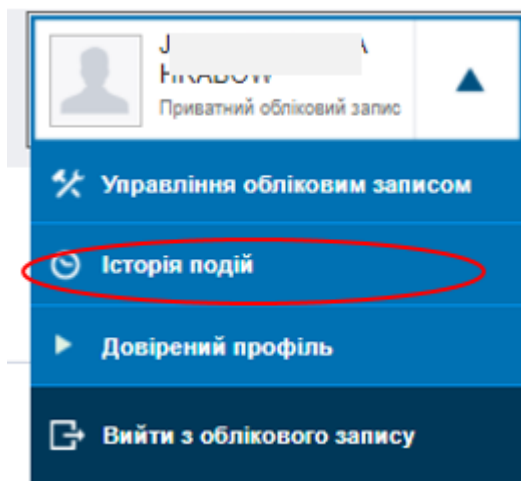 Приватний обліковий запис
Управління обліковим записом
Історія подій
Довірений профіль
Вийти з облікового запису